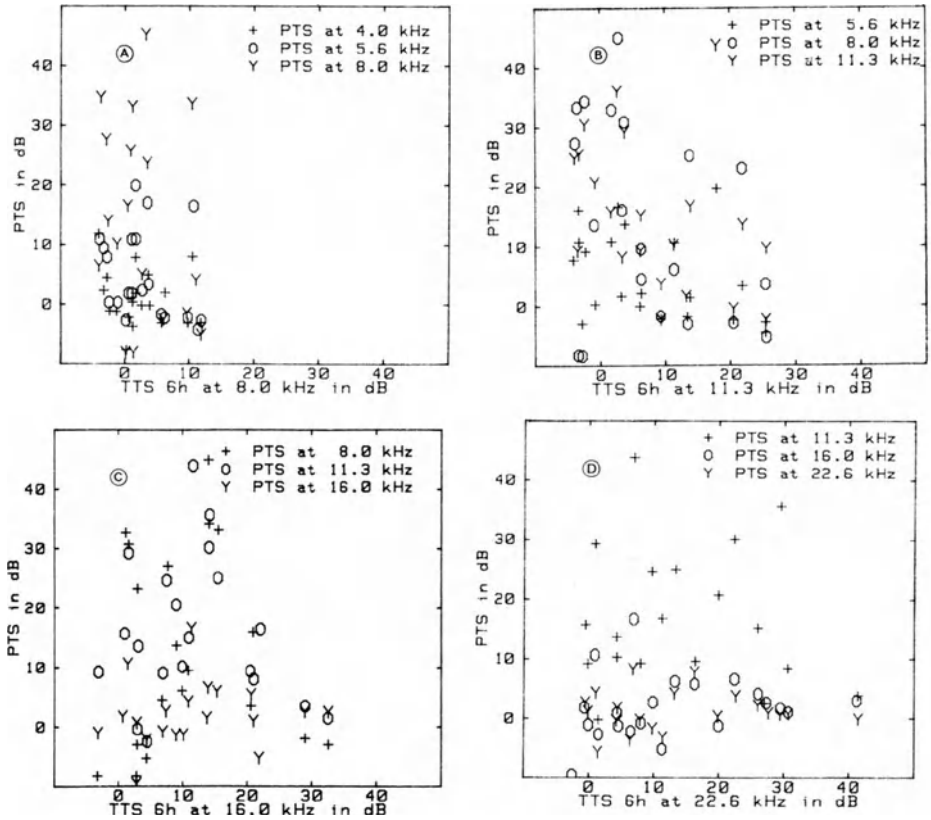 A
+ PTS at 4.0 kHz
O PTS at 5.6 kHz
Y PTS at 8.0 kHz
PTS in dB
40
30
20
10
0
0 10 20 30 40
TTS 6h at 8.0 kHz in dB
B
+ PTS at 5.6 kHz
O PTS at 8.0 kHz
Y PTS at 11.3 kHz
PTS in dB
40
30
20
10
0
0 10 20 30 40
TTS 6h at 11.3 kHz in dB
C
+ PTS at 8.0 kHz
O PTS at 11.3 kHz
Y PTS at 16.0 kHz
PTS in dB
40
30
20
10
0
0 10 20 30 40
TTS 6h at 16.0 kHz in dB
D
+ PTS at 11.3 kHz
O PTS at 16.0 kHz
Y PTS at 22.6 kHz
PTS in dB
40
30
20
10
0
0 10 20 30 40
TTS 6h at 22.6 kHz in dB